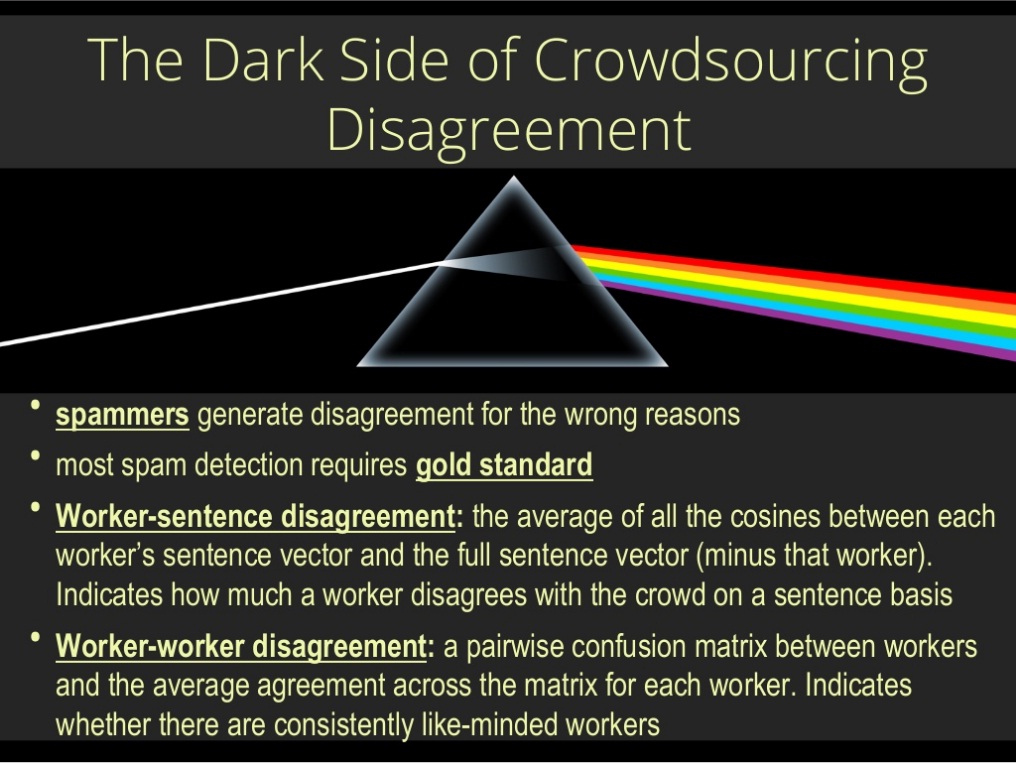 The Dark Side of Crowdsourcing
Disagreement
• spammers generate disagreement for the wrong reasons
• most spam detection requires gold standard
• Worker-sentence disagreement: the average of all the cosines between each
worker’s sentence vector and the full sentence vector (minus that worker).
Indicates how much a worker disagrees with the crowd on a sentence basis
• Worker-worker disagreement: a pairwise confusion matrix between workers
and the average agreement across the matrix for each worker. Indicates
whether there are consistently like-minded workers